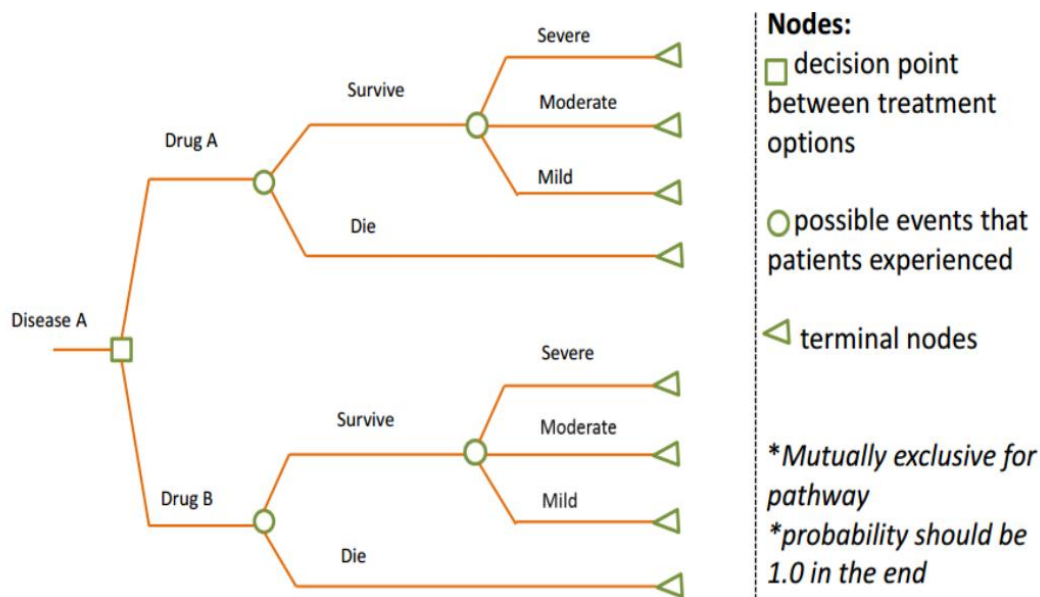 Severe
Survive
Moderate
Drug A
Mild
Die
Disease A
Severe
Survive
Moderate
Drug B
Mild
Die
Nodes:
decision point
between treatment
options
possible events that
patients experienced
terminal nodes
*Mutually exclusive for
pathway
*probability should be
1.0 in the end